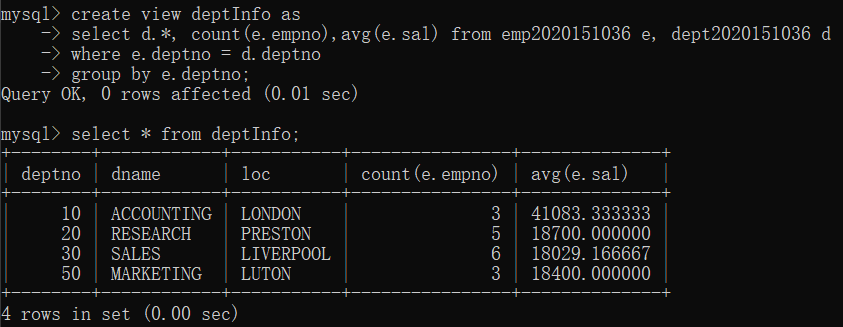 mysql> create view deptInfo as
    -> select d.*, count(e.empno),avg(e.sal) from emp2020151036 e, dept2020151036 d
    -> where e.deptno = d.deptno
    -> group by e.deptno;
Query OK, 0 rows affected (0.01 sec)

mysql> select * from deptInfo;
+--------+------------+-----------+----------------+--------------+
| deptno | dname      | loc       | count(e.empno) | avg(e.sal)   |
+--------+------------+-----------+----------------+--------------+
|     10 | ACCOUNTING | LONDON    |              3 | 41083.333333 |
|     20 | RESEARCH   | PRESTON   |              5 | 18700.000000 |
|     30 | SALES      | LIVERPOOL |              6 | 18029.166667 |
|     50 | MARKETING  | LUTON     |              3 | 18400.000000 |
+--------+------------+-----------+----------------+--------------+
4 rows in set (0.00 sec)